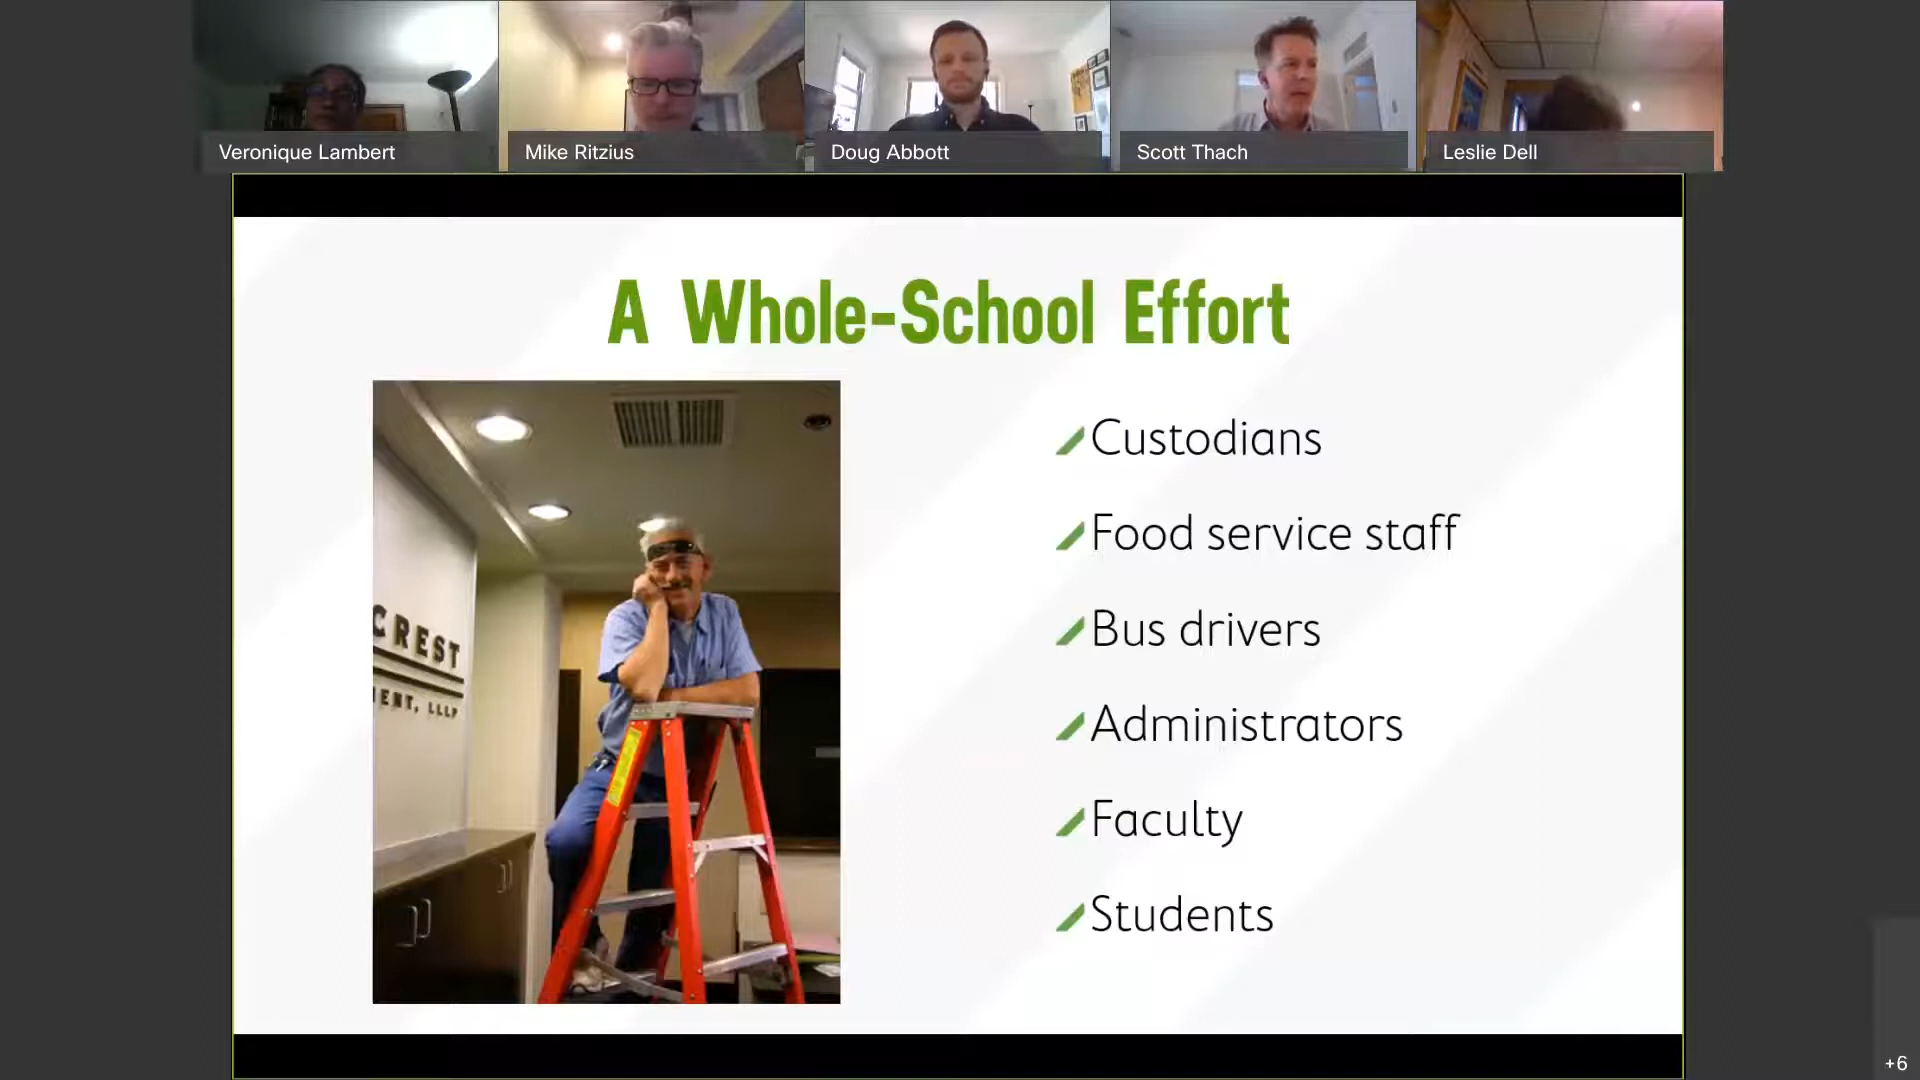 Veronique Lambert
Mike Ritzius
Doug Abbott
Scott Thach
Leslie Dell
A Whole-School Effort
Custodians
Food service staff
Bus drivers
Administrators
Faculty
Students
CREST
ENT, LLLP
+6